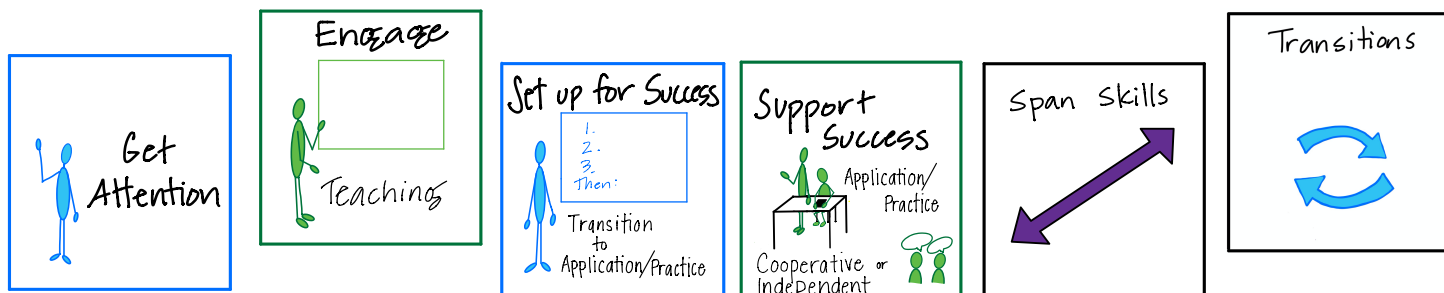 Get
Attention
Engage
Teaching
Set up for Success
1.
2.
3.
Then:
Transition
to
Application/Practice
Support
Success
Application/
Practice
Cooperative or
Independent
Span Skills
Transitions